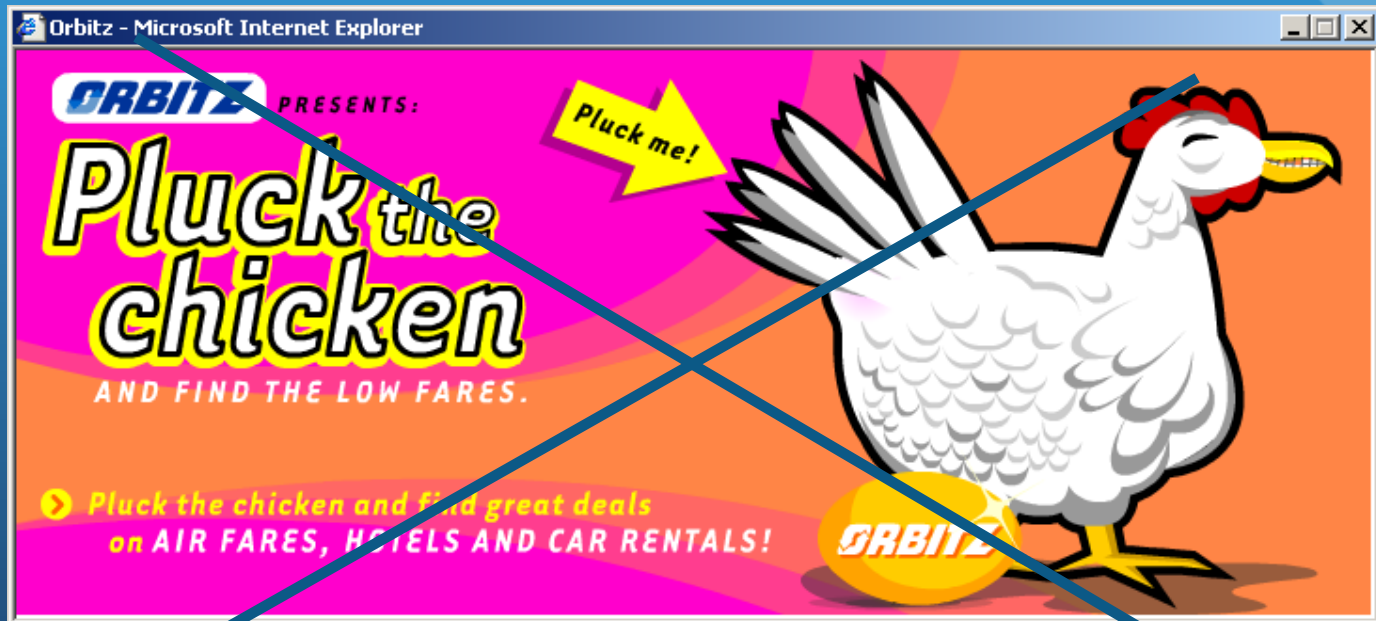 Orbitz - Microsoft Internet Explorer
ORBITZ PRESENTS:
Pluck me!
Pluck the
chicken
AND FIND THE LOW FARES.
Pluck the chicken and find great deals
on AIR FARES, HOTELS AND CAR RENTALS!
ORBITZ